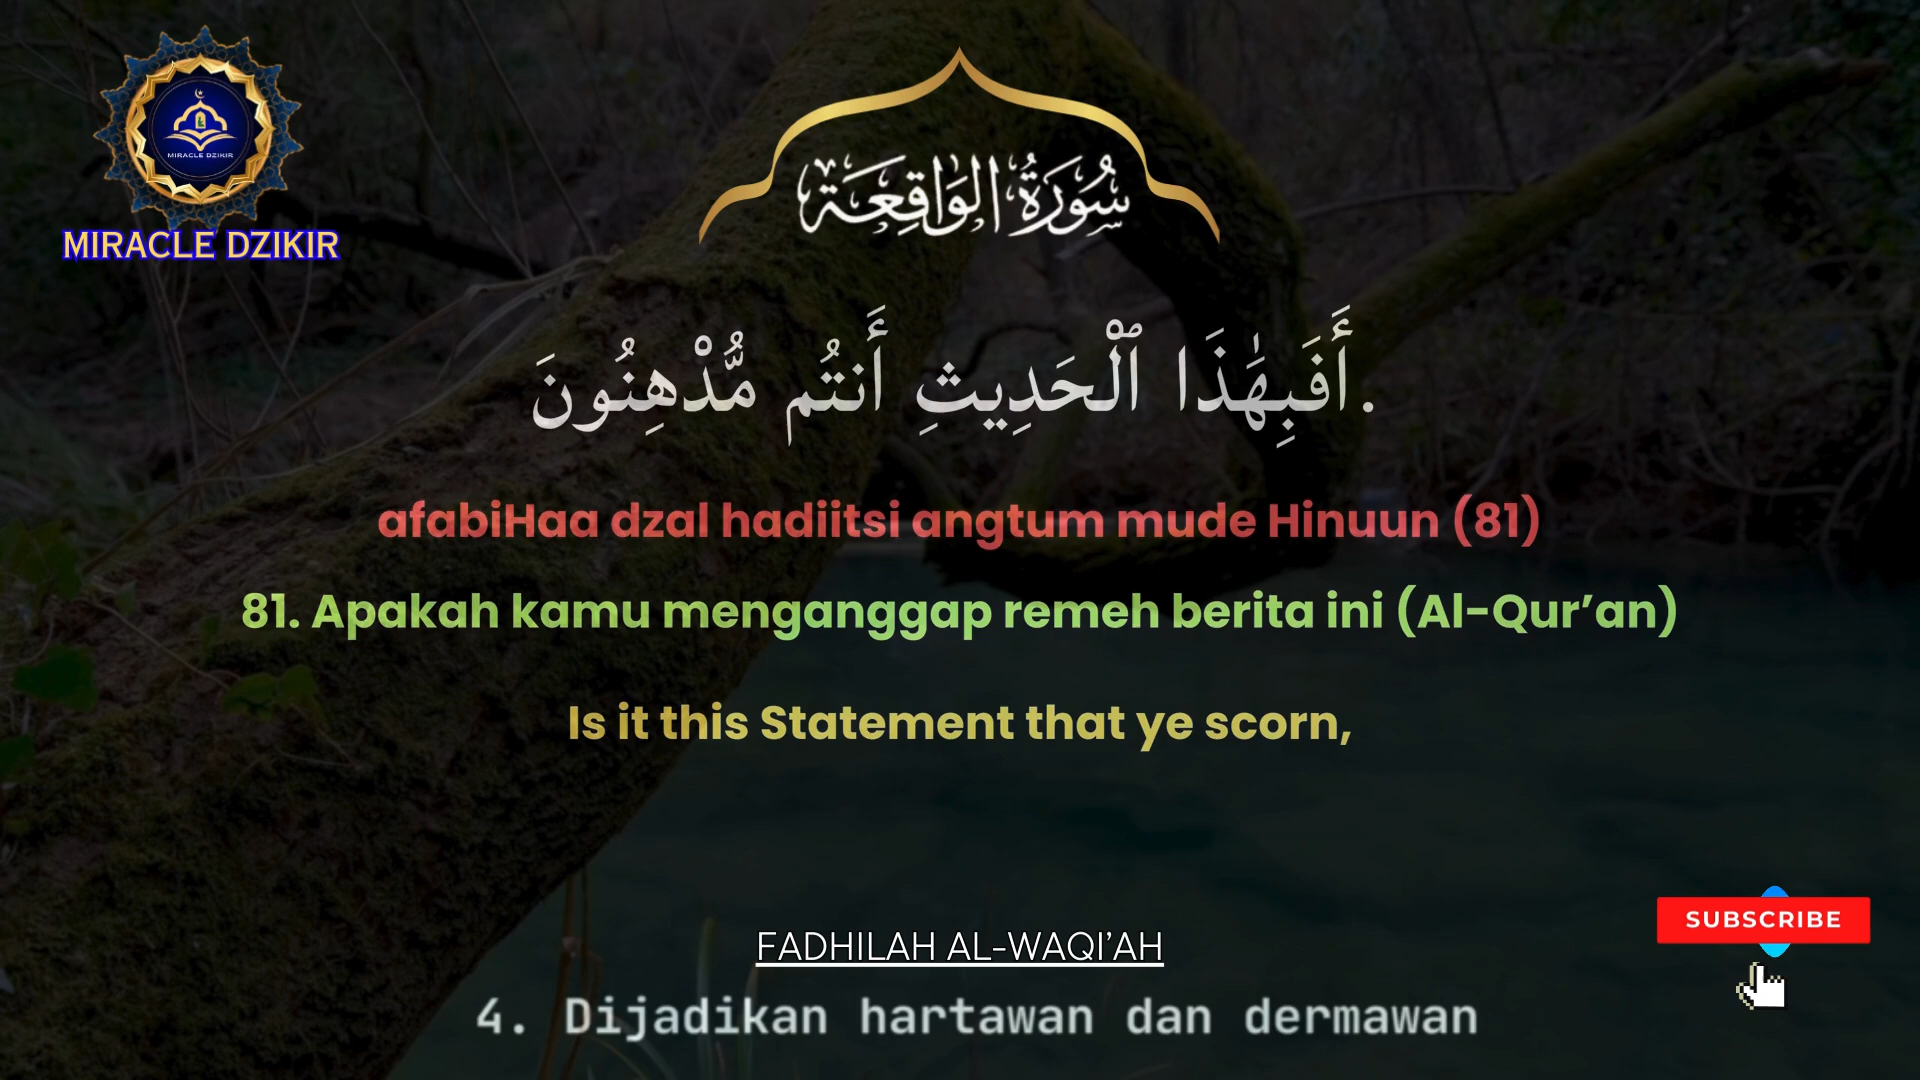 MIRACLE DZIKIR
MIRACLE DZIKIR
سُورَةُ الوَاقِعَة
أَفَبِهَٰذَا ٱلْحَدِيثِ أَنتُم مُّدْهِنُونَ.
afabiHaa dzal hadiitsi angtum mude Hinuun (81)
81. Apakah kamu menganggap remeh berita ini (Al-Qur’an)
Is it this Statement that ye scorn,
FADHILAH AL-WAQI’AH
4. Dijadikan hartawan dan dermawan
SUBSCRIBE